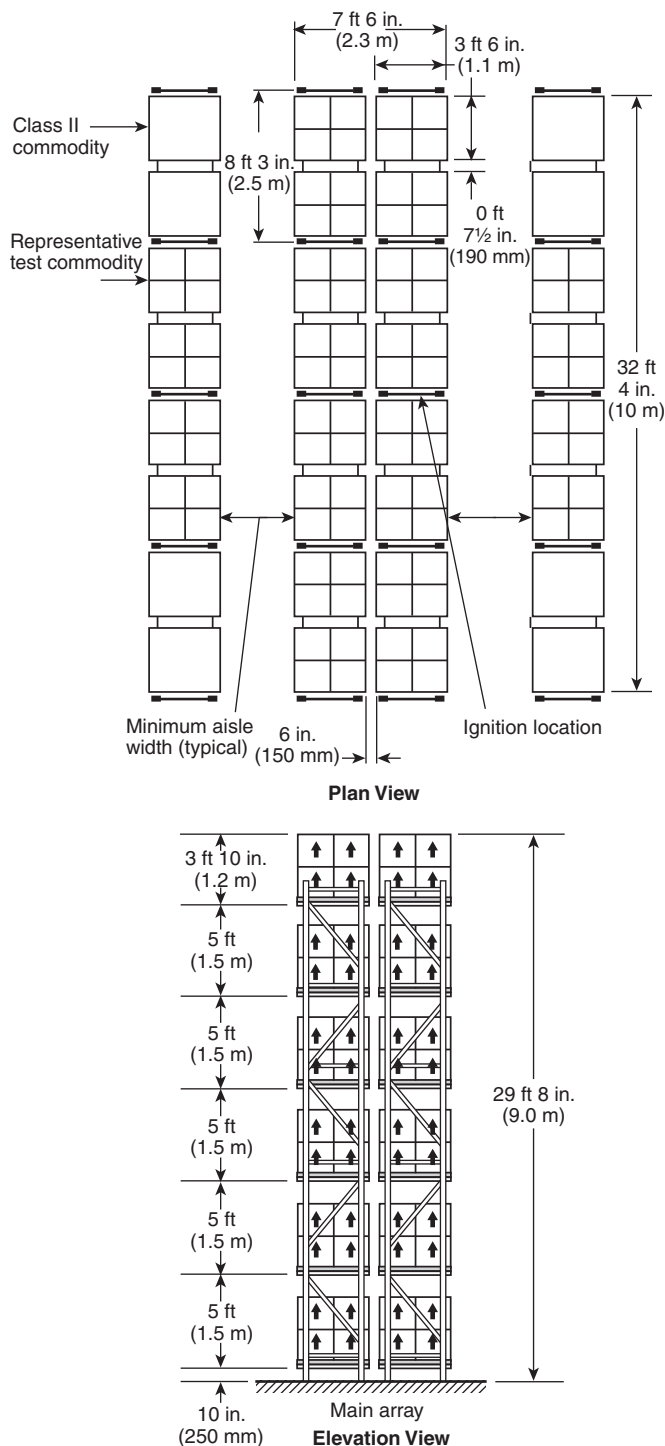 7 ft 6 in.
(2.3 m)
3 ft 6 in.
(1.1 m)
Class II
commodity
8 ft 3 in.
(2.5 m)
Representative
test commodity
0 ft
7½ in.
(190 mm)
32 ft
4 in.
(10 m)
Minimum aisle
width (typical)
6 in.
(150 mm)
Ignition location
Plan View
3 ft 10 in.
(1.2 m)
5 ft
(1.5 m)
5 ft
(1.5 m)
29 ft 8 in.
(9.0 m)
5 ft
(1.5 m)
5 ft
(1.5 m)
5 ft
(1.5 m)
10 in.
(250 mm)
Main array
Elevation View